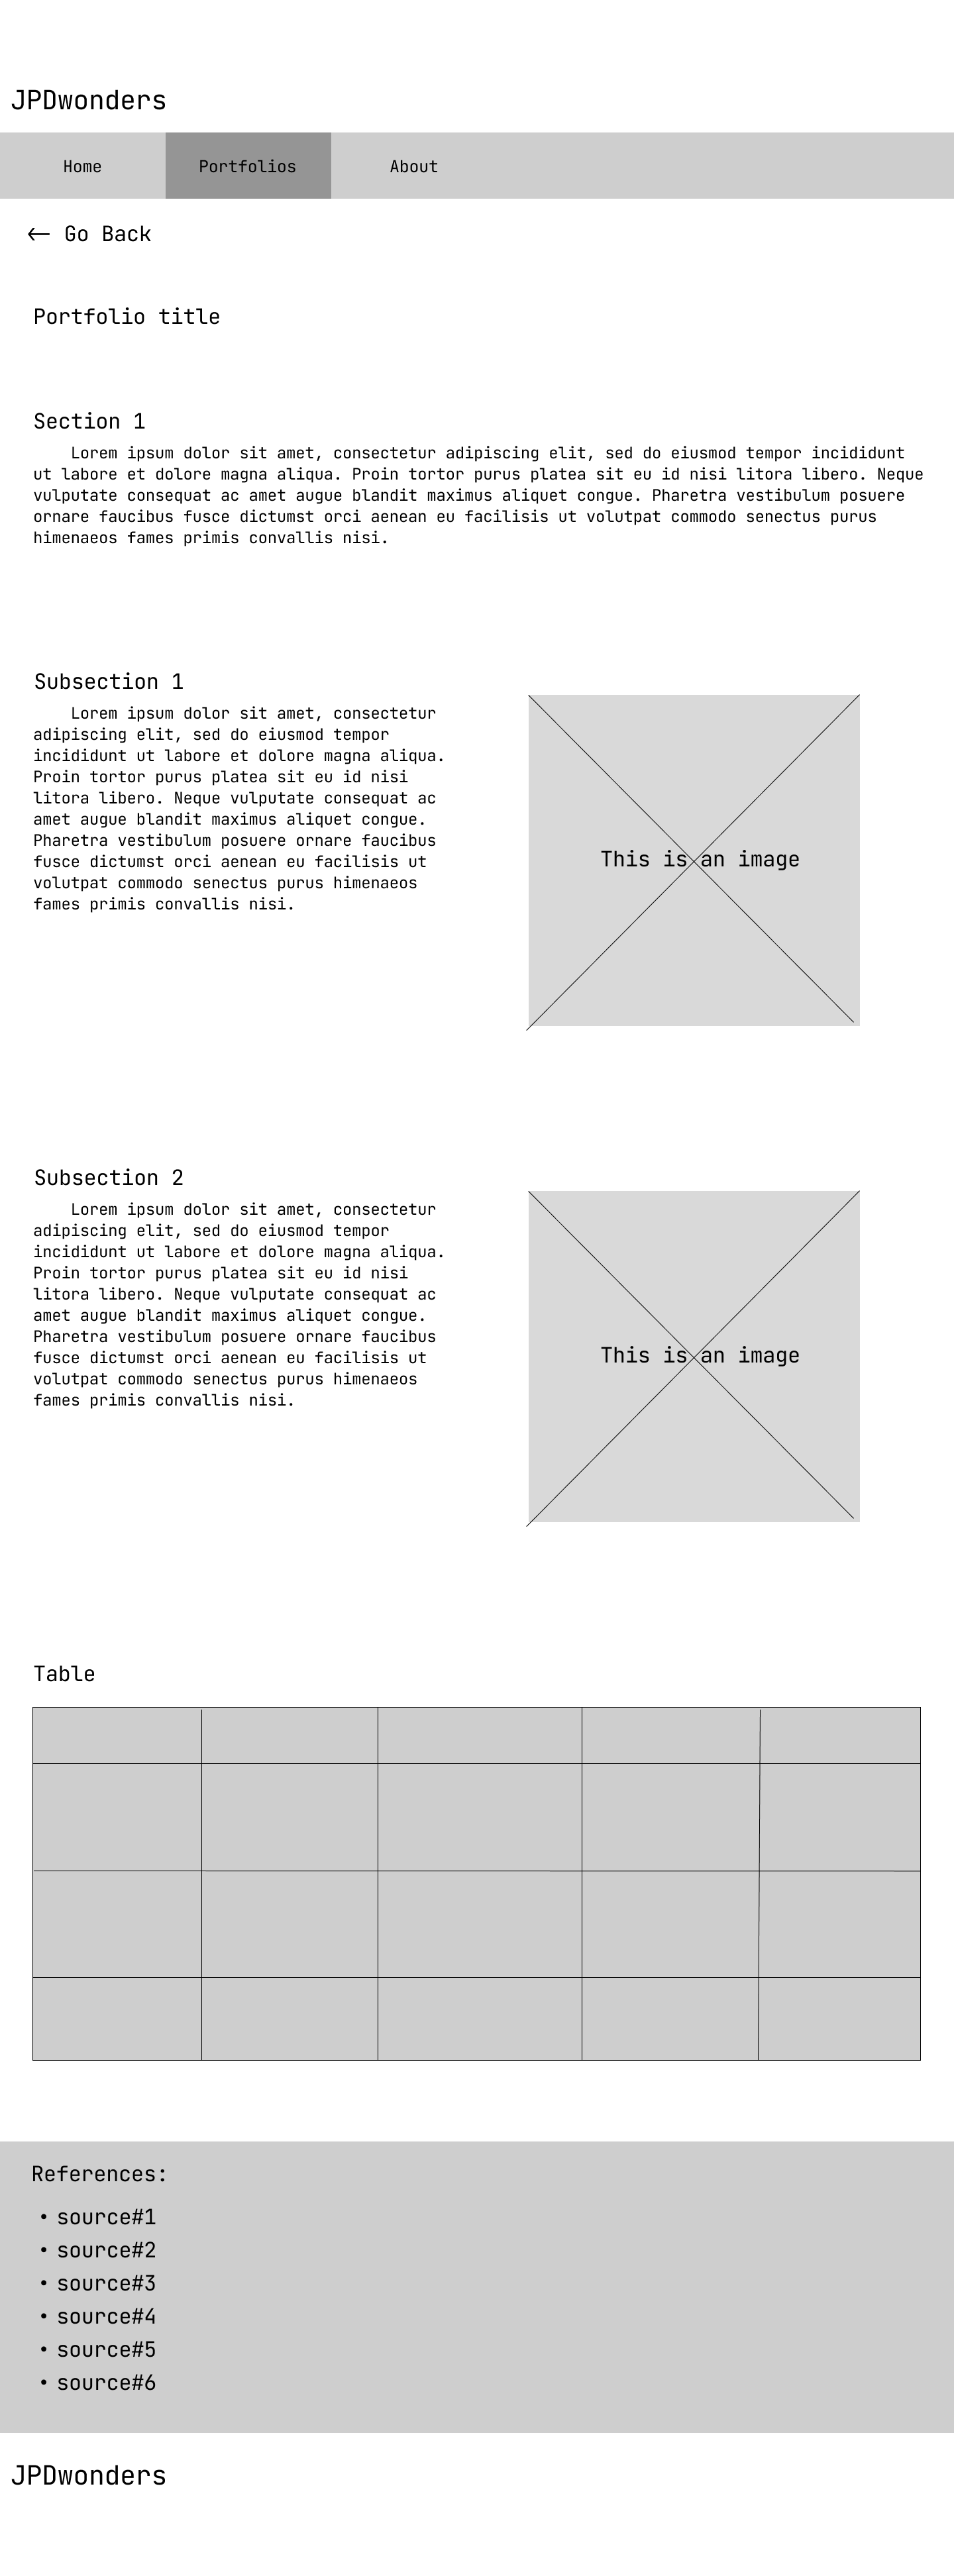 JPDwonders
Home Portfolios About
← Go Back
Portfolio title
Section 1
Lorem ipsum dolor sit amet, consectetur adipiscing elit, sed do eiusmod tempor incididunt
ut labore et dolore magna aliqua. Proin tortor purus platea sit eu id nisi litora libero. Neque
vulputate consequat ac amet augue blandit maximus aliquet congue. Pharetra vestibulum posuere
ornare faucibus fusce dictumst orci aenean eu facilisis ut volutpat commodo senectus purus
himenaeos fames primis convallis nisi.
Subsection 1
Lorem ipsum dolor sit amet, consectetur
adipiscing elit, sed do eiusmod tempor
incididunt ut labore et dolore magna aliqua.
Proin tortor purus platea sit eu id nisi
litora libero. Neque vulputate consequat ac
amet augue blandit maximus aliquet congue.
Pharetra vestibulum posuere ornare faucibus
fusce dictumst orci aenean eu facilisis ut
volutpat commodo senectus purus himenaeos
fames primis convallis nisi.
This is an image
Subsection 2
Lorem ipsum dolor sit amet, consectetur
adipiscing elit, sed do eiusmod tempor
incididunt ut labore et dolore magna aliqua.
Proin tortor purus platea sit eu id nisi
litora libero. Neque vulputate consequat ac
amet augue blandit maximus aliquet congue.
Pharetra vestibulum posuere ornare faucibus
fusce dictumst orci aenean eu facilisis ut
volutpat commodo senectus purus himenaeos
fames primis convallis nisi.
This is an image
Table
References:
• source#1
• source#2
• source#3
• source#4
• source#5
• source#6
JPDwonders